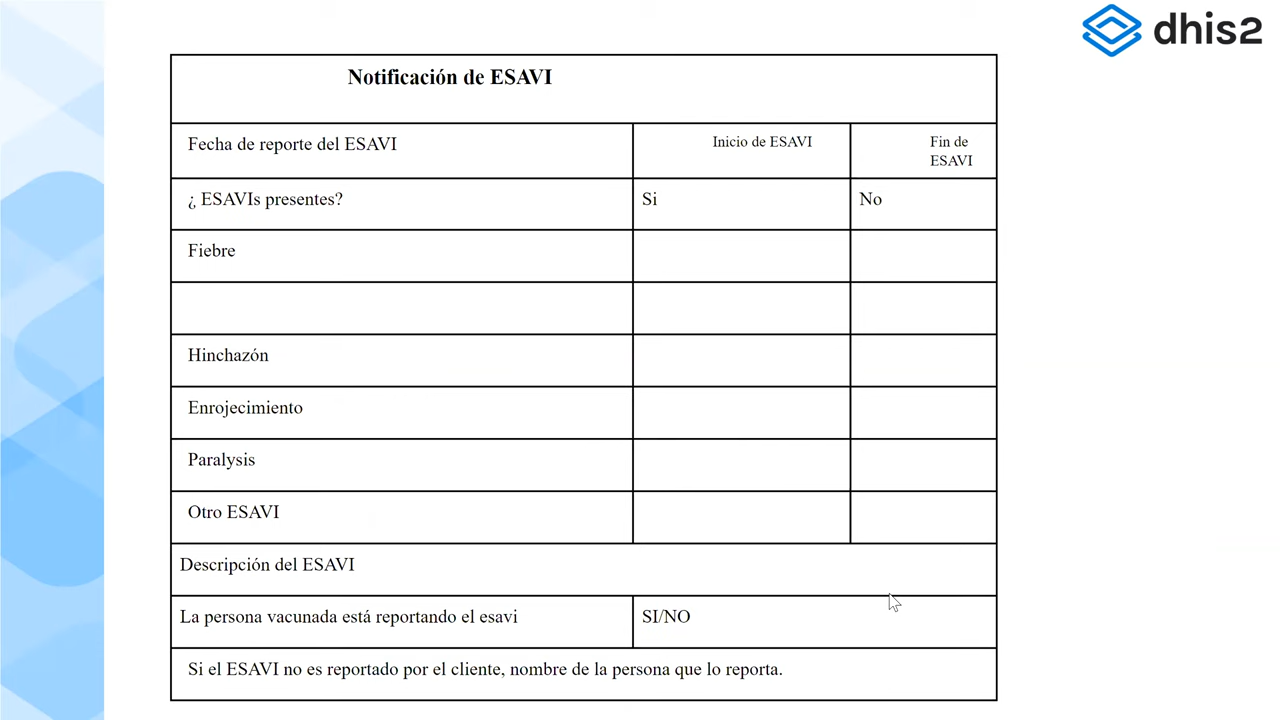 dhis2
Notificación de ESAVI
Fecha de reporte del ESAVI
Inicio de ESAVI
Fin de
ESAVI
¿ ESAVIs presentes?
Si
No
Fiebre
Hinchazón
Enrojecimiento
Paralysis
Otro ESAVI
Descripción del ESAVI
La persona vacunada está reportando el esavi
SI/NO
Si el ESAVI no es reportado por el cliente, nombre de la persona que lo reporta.